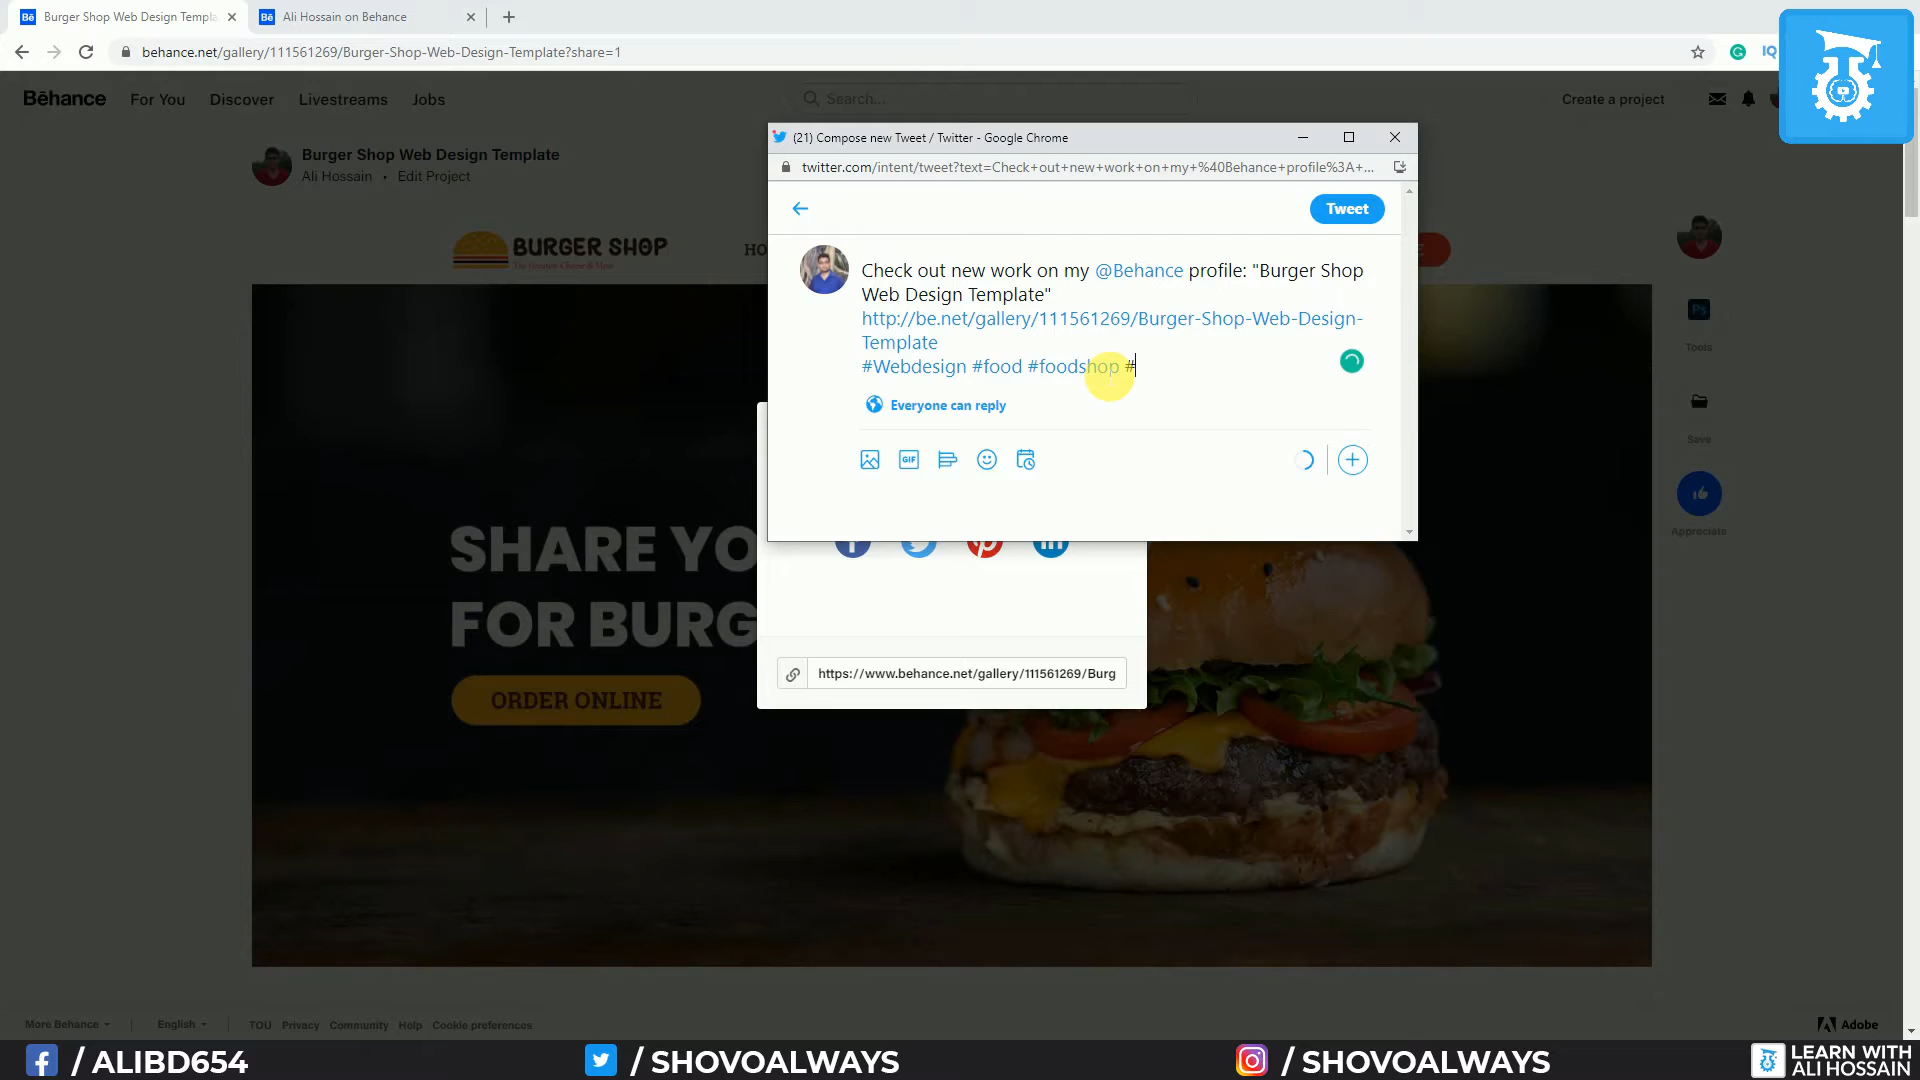 Burger Shop Web Design Templa
Ali Hossain on Behance
behance.net/gallery/111561269/Burger-Shop-Web-Design-Template?share=1
Bēhance For You Discover Livestreams Jobs Search... Create a project
Burger Shop Web Design Template
Ali Hossain • Edit Project
(21) Compose new Tweet / Twitter - Google Chrome
twitter.com/intent/tweet?text=Check+out+new+work+on+my+%40Behance+profile%3A+...
Tweet
Check out new work on my @Behance profile: "Burger Shop
Web Design Template"
http://be.net/gallery/111561269/Burger-Shop-Web-Design-
Template
#Webdesign #food #foodshop #
Everyone can reply
GIF
BURGER SHOP HO
SHARE YO
FOR BURG
ORDER ONLINE
https://www.behance.net/gallery/111561269/Burg
Ps
Tools
Save
Appreciate
More Behance English TOU Privacy Community Help Cookie preferences Adobe
/ ALIBD654
/ SHOVOALWAYS
/ SHOVOALWAYS
LEARN WITH
ALI HOSSAIN